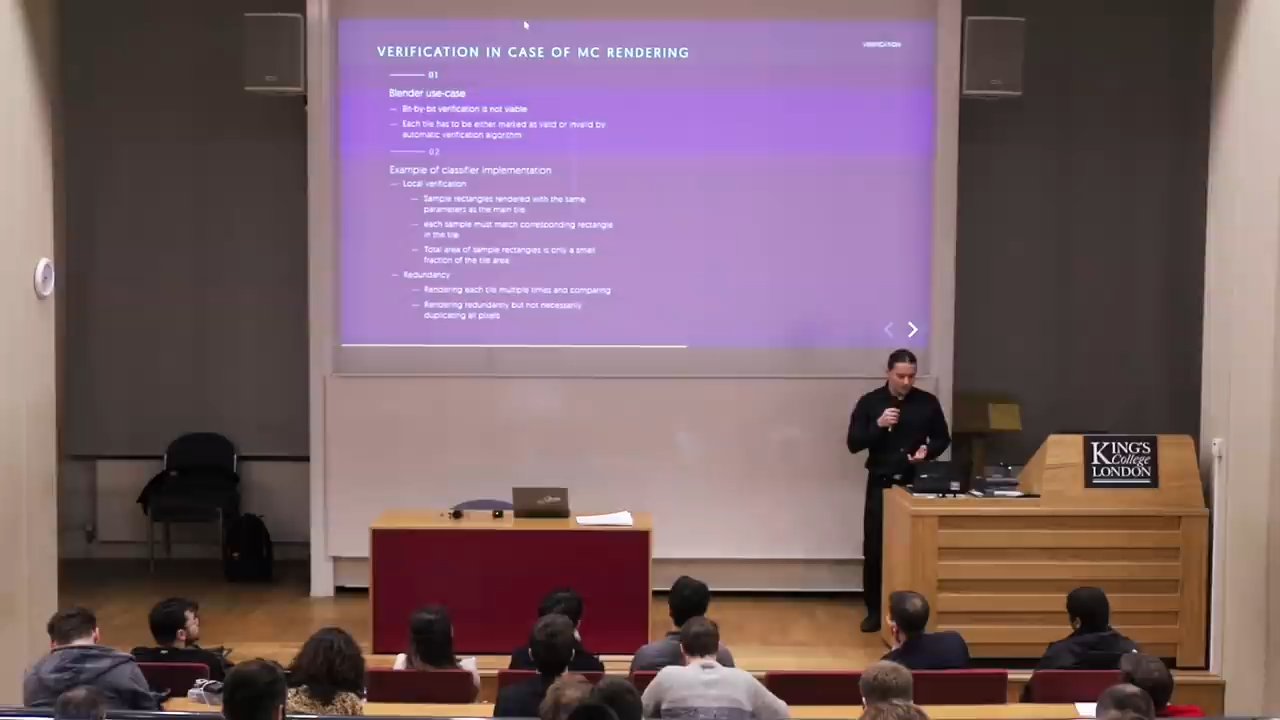 VERIFICATION IN CASE OF MC RENDERING
VERIFICATION
01
Blender use-case
— Bit-by-bit verification is not viable
— Each tile has to be either marked as valid or invalid by
automatic verification algorithm
02
Example of classifier implementation
— Local verification
— Sample rectangles rendered with the same
parameters as the main tile
— each sample must match corresponding rectangle
in the tile
— Total area of sample rectangles is only a small
fraction of the tile area
— Redundancy
— Rendering each tile multiple times and comparing
— Rendering redundancy but not necessarily
duplicating all pixels
KING'S
College
LONDON